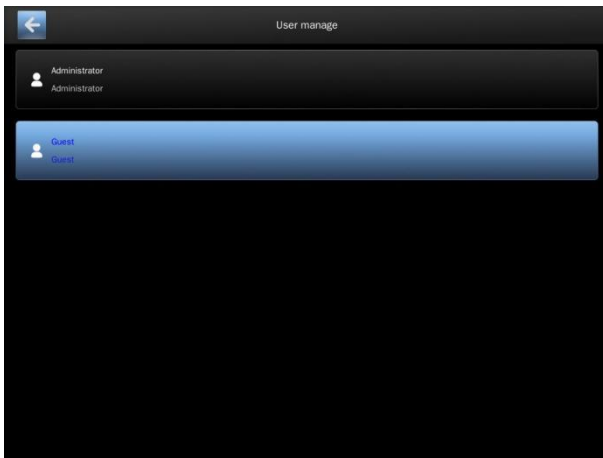 User manage
Administrator
Administrator
Guest
Guest